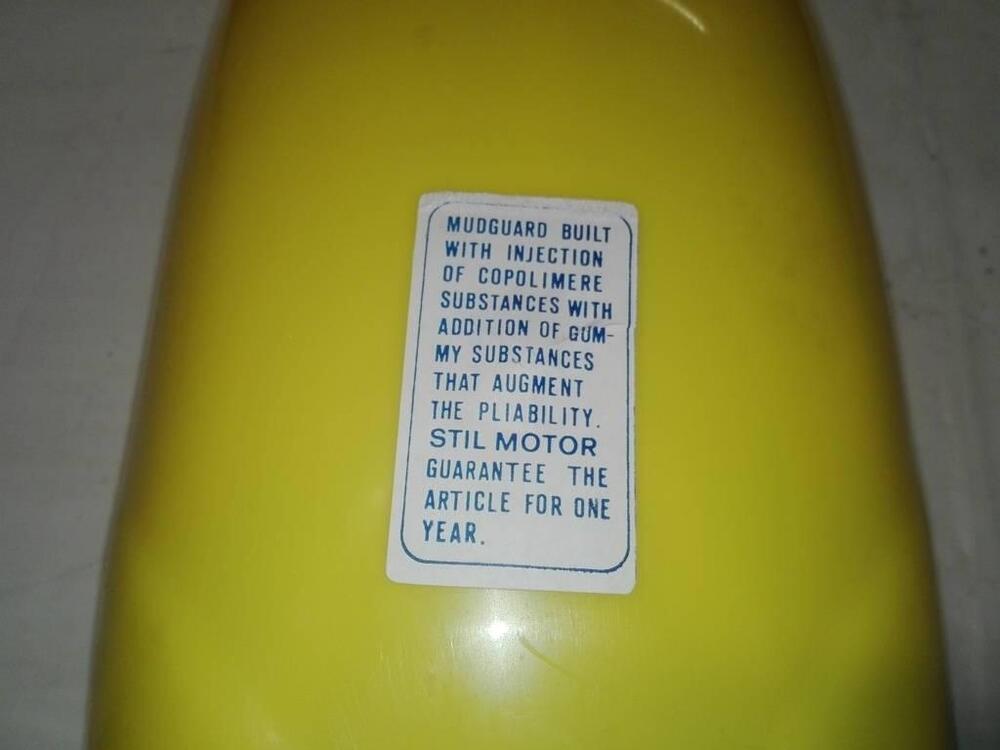 MUDGUARD BUILT
WITH INJECTION
OF COPOLIMERE
SUBSTANCES WITH
ADDITION OF GUM-
MY SUBSTANCES
THAT AUGMENT
THE PLIABILITY.
STIL MOTOR
GUARANTEE THE
ARTICLE FOR ONE
YEAR.